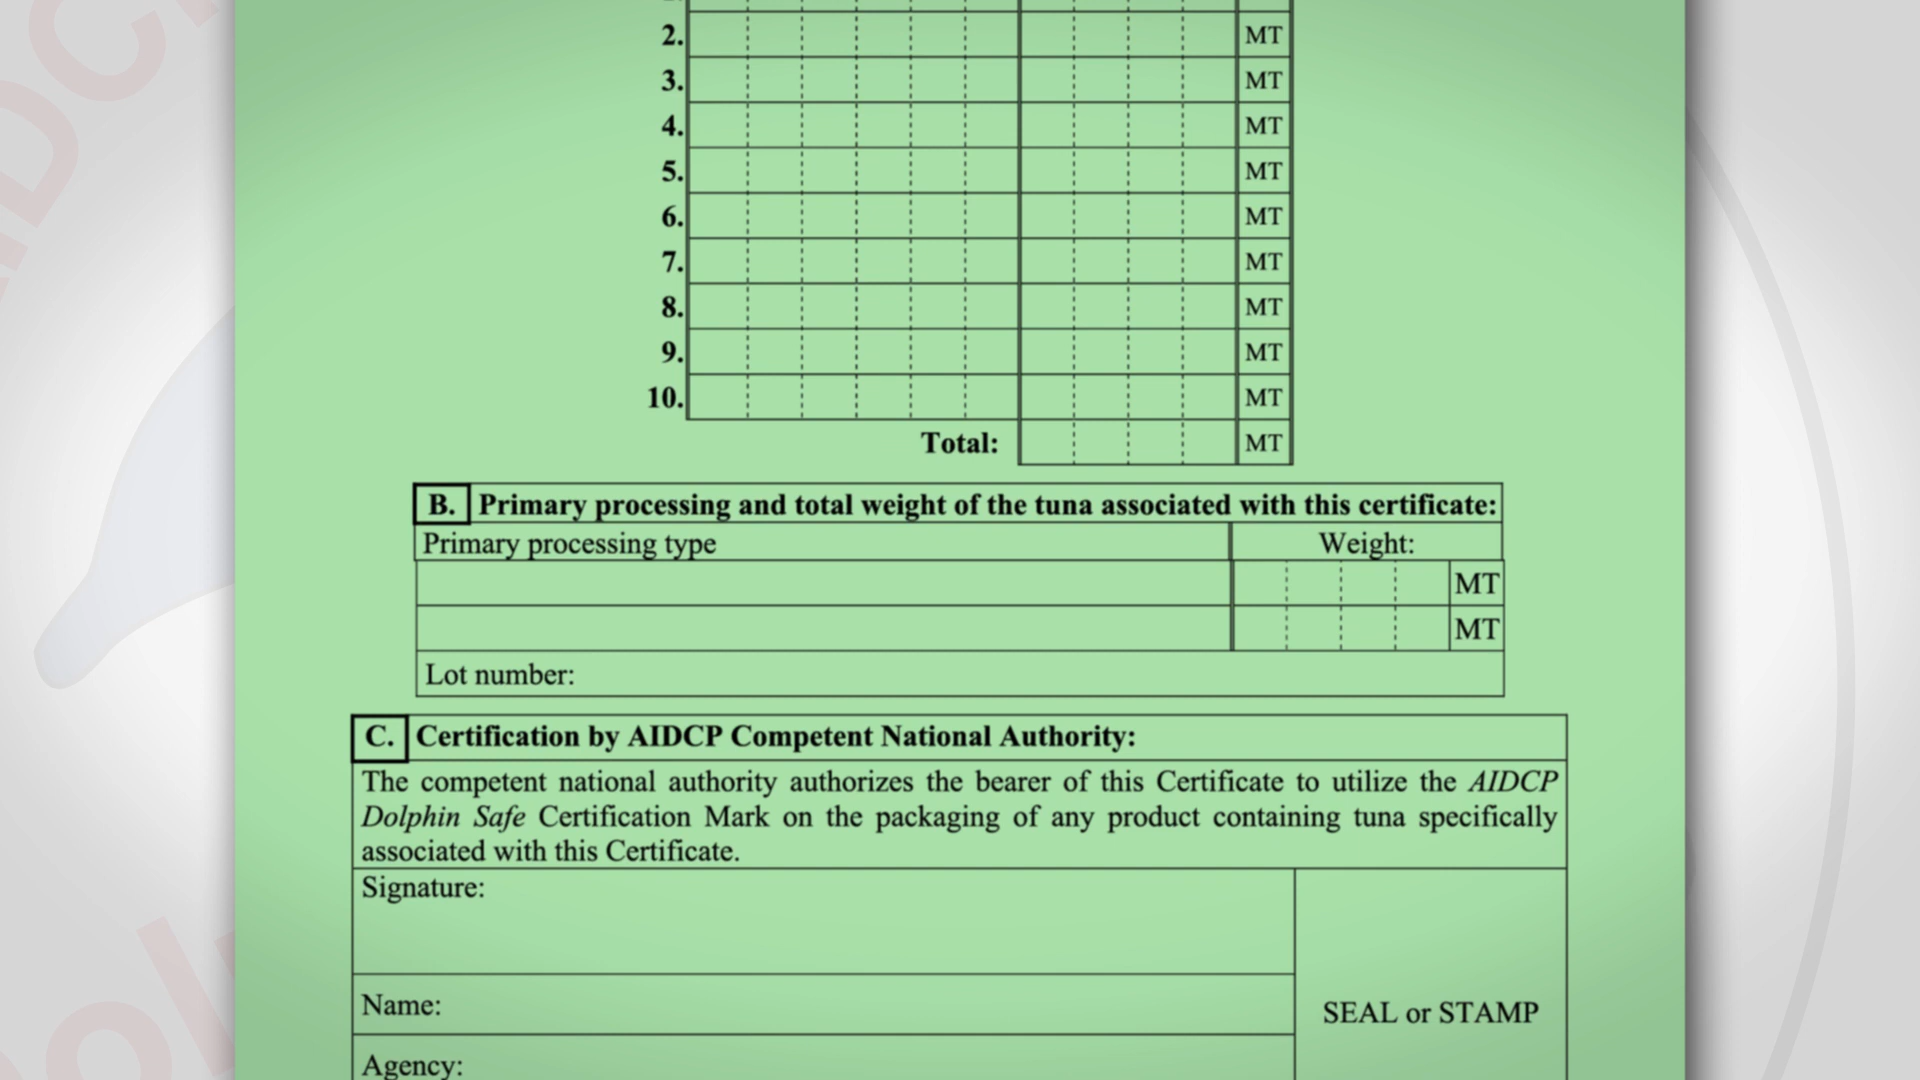 2. MT
3. MT
4. MT
5. MT
6. MT
7. MT
8. MT
9. MT
10. MT
Total: MT
B. Primary processing and total weight of the tuna associated with this certificate:
Primary processing type Weight:
MT
MT
Lot number:
C. Certification by AIDCP Competent National Authority:
The competent national authority authorizes the bearer of this Certificate to utilize the AIDCP
Dolphin Safe Certification Mark on the packaging of any product containing tuna specifically
associated with this Certificate.
Signature:
Name:
SEAL or STAMP
Agency: